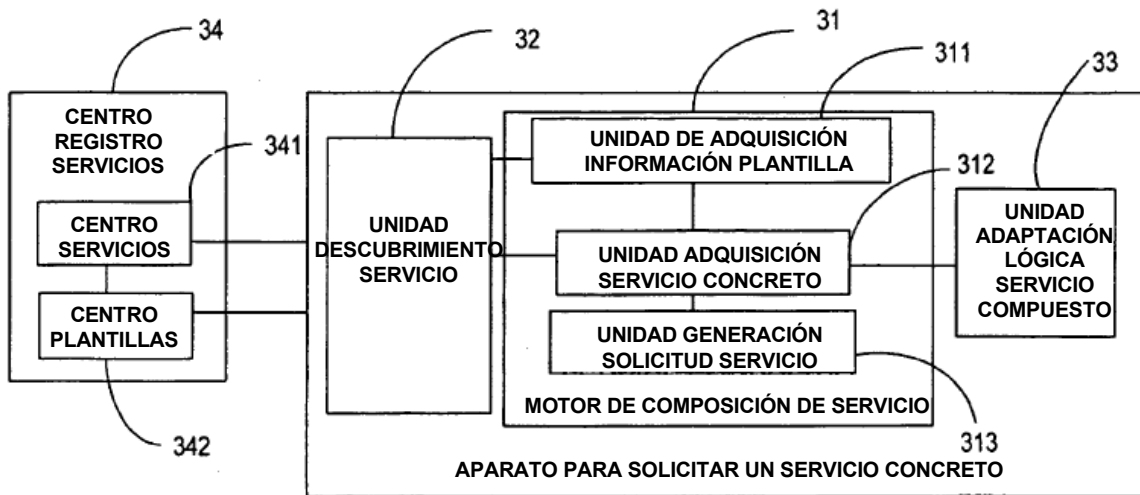 34
32
31
311
33
CENTRO
REGISTRO
SERVICIOS
341
CENTRO
SERVICIOS
CENTRO
PLANTILLAS
342
UNIDAD
DESCUBRIMIENTO
SERVICIO
UNIDAD DE ADQUISICIÓN
INFORMACIÓN PLANTILLA
312
UNIDAD ADQUISICIÓN
SERVICIO CONCRETO
UNIDAD GENERACIÓN
SOLICITUD SERVICIO
MOTOR DE COMPOSICIÓN DE SERVICIO
313
UNIDAD
ADAPTACIÓN
LÓGICA
SERVICIO
COMPUESTO
APARATO PARA SOLICITAR UN SERVICIO CONCRETO